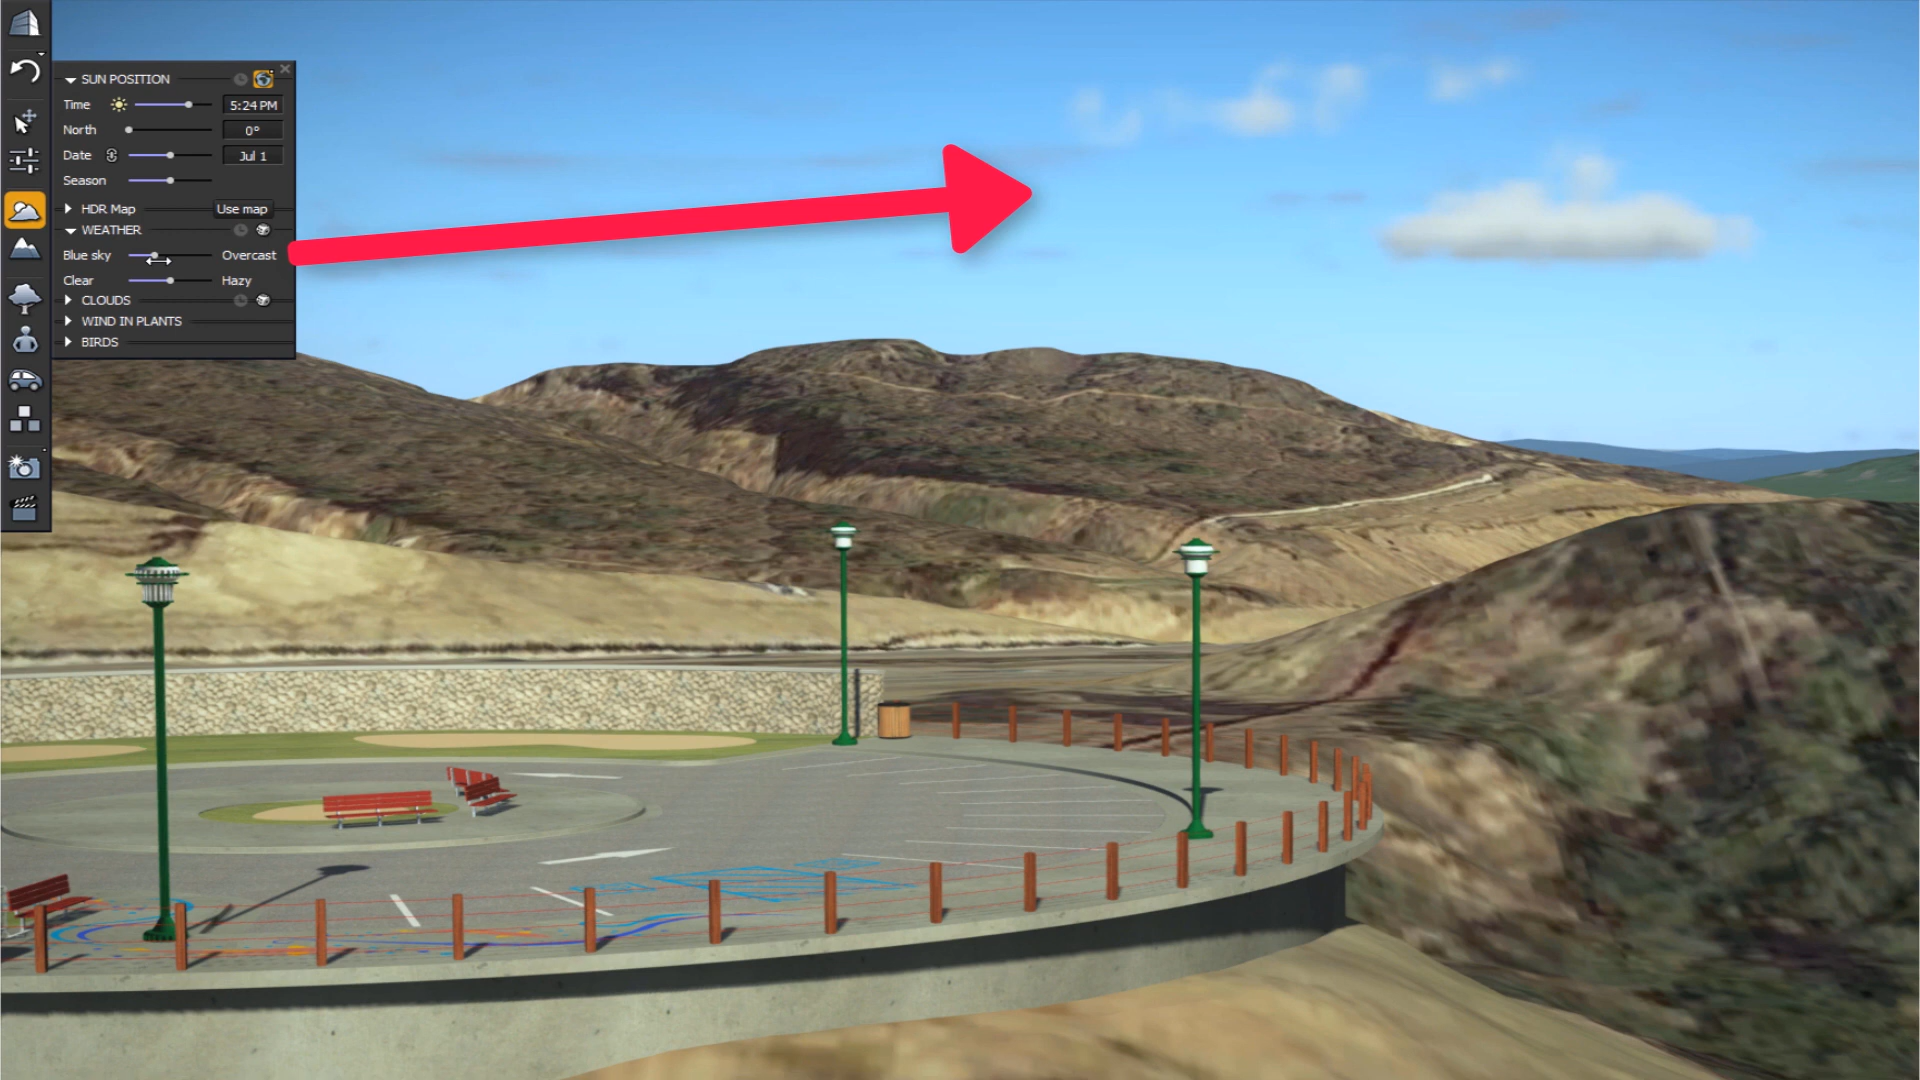 SUN POSITION
Time 5:24 PM
North 0°
Date Jul 1
Season
HDR Map Use map
WEATHER
Blue sky Overcast
Clear Hazy
CLOUDS
WIND IN PLANTS
BIRDS